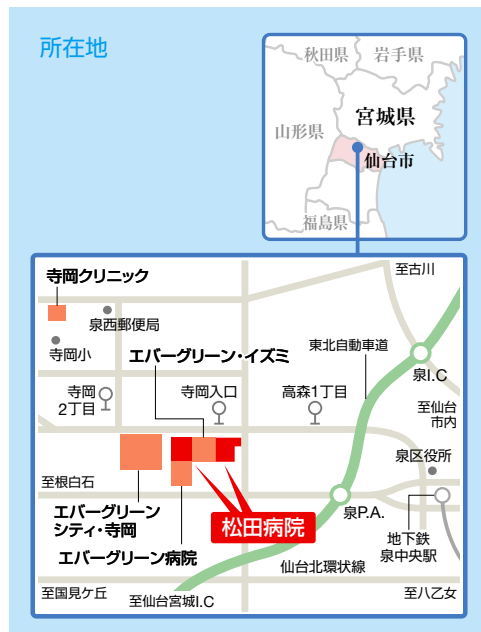 所在地
秋田県
岩手県
宮城県
山形県
仙台市
福島県
寺岡クリニック
至古川
泉西郵便局
寺岡小
エバーグリーン・イズミ
東北自動車道
泉I.C
寺岡
2丁目
寺岡入口
高森1丁目
至仙台
市内
泉区役所
至根白石
エバーグリーン
シティ・寺岡
松田病院
泉P.A.
地下鉄
泉中央駅
エバーグリーン病院
仙台北環状線
至国見ケ丘
至仙台宮城I.C
至八乙女